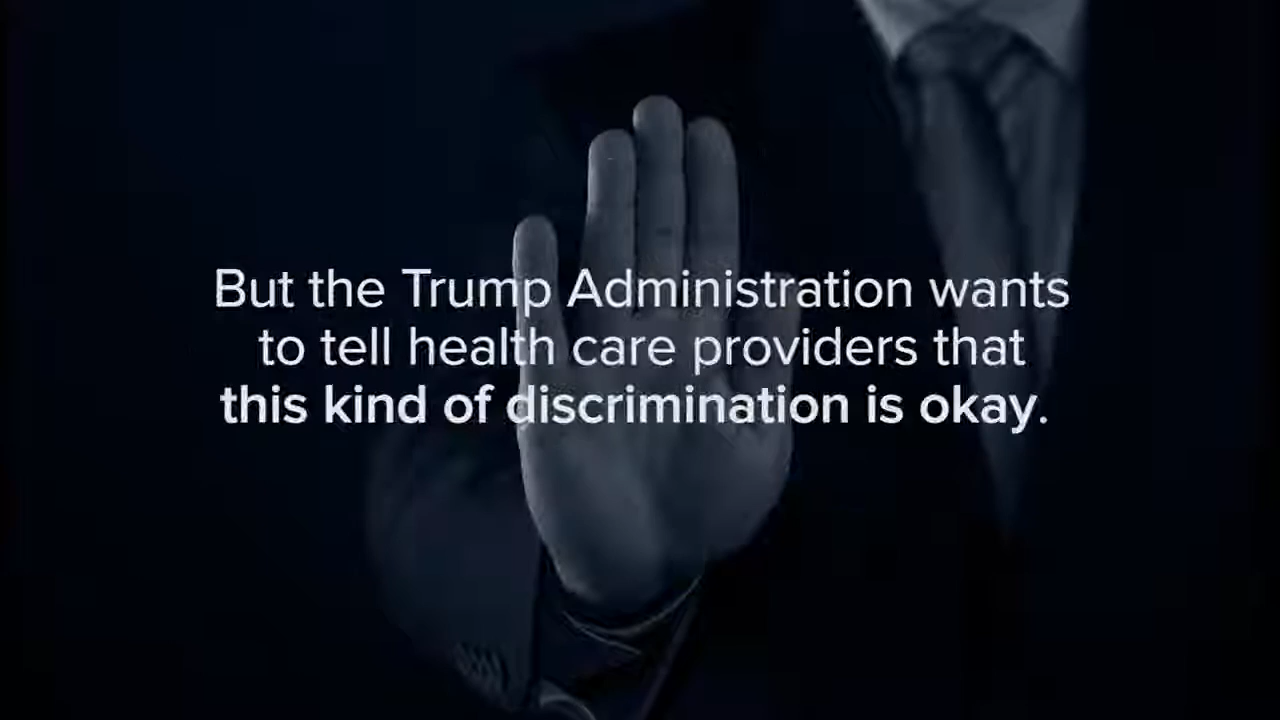 But the Trump Administration wants
to tell health care providers that
this kind of discrimination is okay.